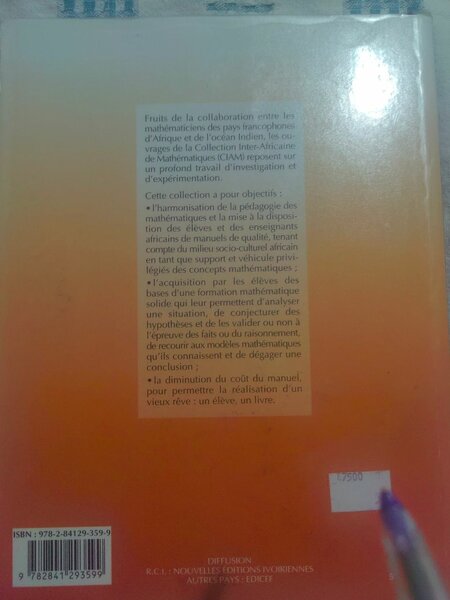 Fruits de la collaboration entre les
mathématiciens des pays francophones
d'Afrique et de l'océan Indien, les ou-
vrages de la Collection Inter-Africaine
de Mathématiques (CIAM) reposent sur
un profond travail d'investigation et
d'expérimentation.
Cette collection a pour objectifs :
• l'harmonisation de la pédagogie des
mathématiques et la mise à la disposi-
tion des élèves et des enseignants
africains de manuels de qualité, tenant
compte du milieu socio-culturel africain
en tant que support et véhicule privi-
légiés des concepts mathématiques ;
• l'acquisition par les élèves des
bases d'une formation mathématique
solide qui leur permettent d'analyser
une situation, de conjecturer des
hypothèses et de les valider ou non à
l'épreuve des faits ou du raisonnement,
de recourir aux modèles mathématiques
qu'ils connaissent et de dégager une
conclusion ;
• la diminution du coût du manuel,
pour permettre la réalisation d'un
vieux rêve : un élève, un livre.
7500
ISBN : 978-2-84129-359-9
9 782841 293599
DIFFUSION
R.C.I. : NOUVELLES ÉDITIONS IVOIRIENNES
AUTRES PAYS : EDICEF